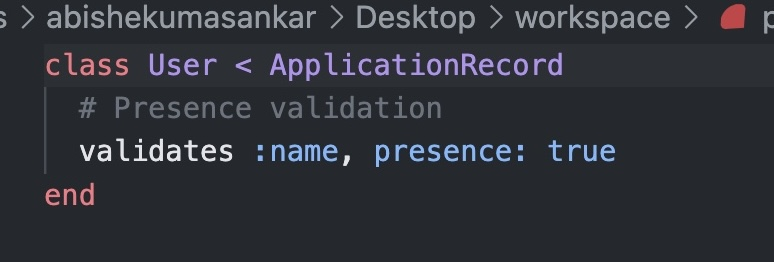 s > abishekumasankar > Desktop > workspace > p
class User < ApplicationRecord
  # Presence validation
  validates :name, presence: true
end